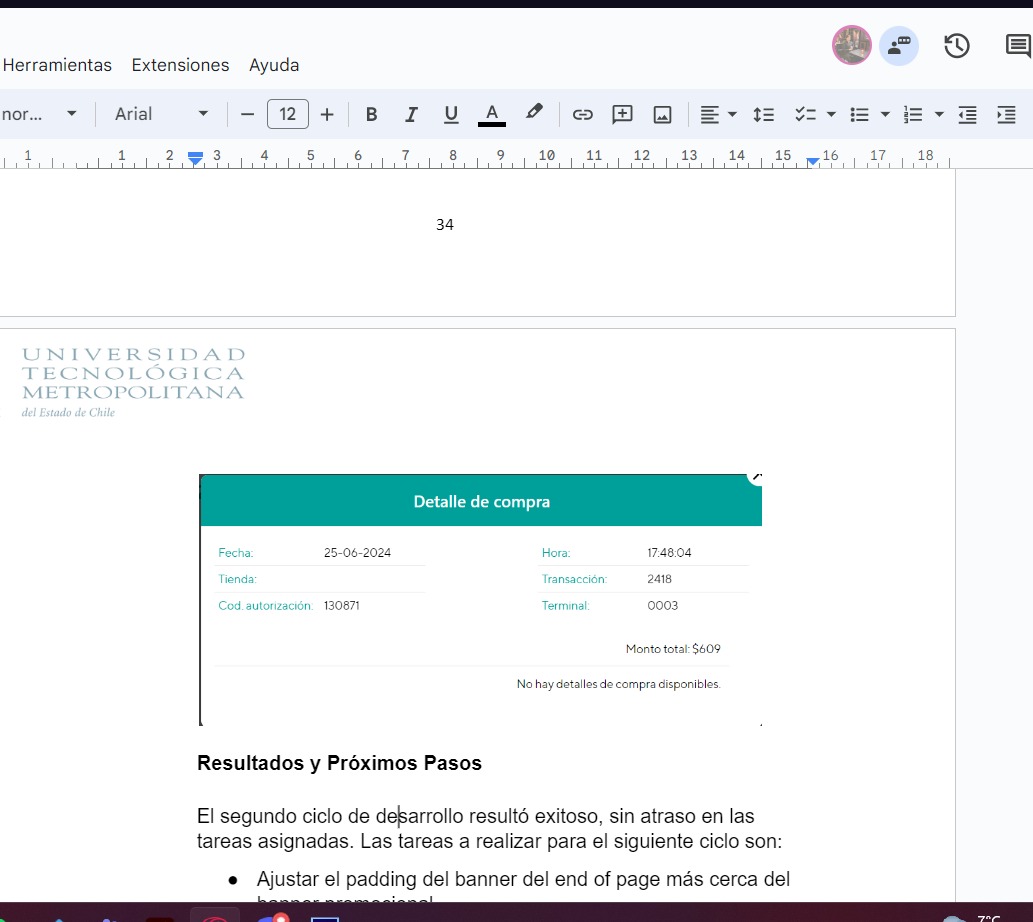 Herramientas Extensiones Ayuda
nor... Arial 12 B I U A
1 1 2 3 4 5 6 7 8 9 10 11 12 13 14 15 16 17 18
34
UNIVERSIDAD
TECNOLÓGICA
METROPOLITANA
del Estado de Chile
Detalle de compra
Fecha: 25-06-2024 Hora: 17:48:04
Tienda: Transacción: 2418
Cod. autorización: 130871 Terminal: 0003
Monto total: $609
No hay detalles de compra disponibles.
Resultados y Próximos Pasos
El segundo ciclo de desarrollo resultó exitoso, sin atraso en las
tareas asignadas. Las tareas a realizar para el siguiente ciclo son:
● Ajustar el padding del banner del end of page más cerca del
banner promocional
7°C